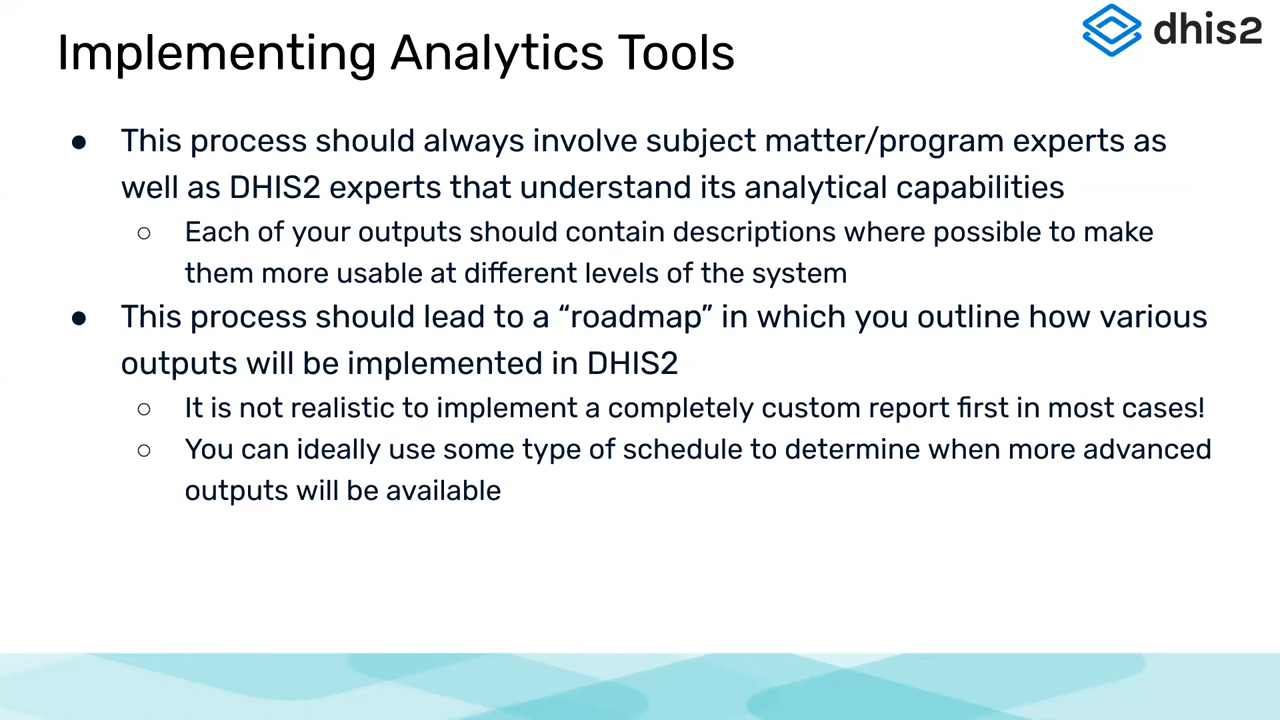 Implementing Analytics Tools
dhis2
● This process should always involve subject matter/program experts as
well as DHIS2 experts that understand its analytical capabilities
○ Each of your outputs should contain descriptions where possible to make
them more usable at different levels of the system
● This process should lead to a “roadmap” in which you outline how various
outputs will be implemented in DHIS2
○ It is not realistic to implement a completely custom report first in most cases!
○ You can ideally use some type of schedule to determine when more advanced
outputs will be available